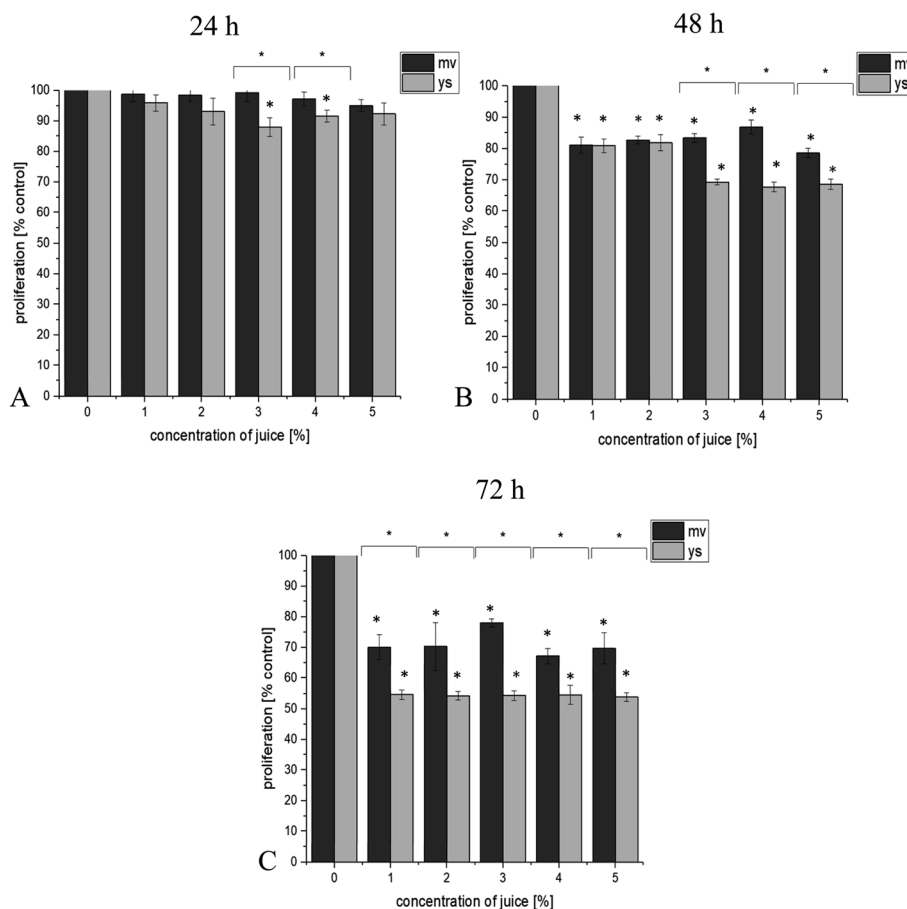 24 h
* *
mv
ys
* *
100
95
90
80
70
60
50
40
30
20
10
0
proliferation [% control]
0 1 2 3 4 5
concentration of juice [%]
A
48 h
* * *
mv
ys
* * * * * * * * * *
100
90
80
70
60
50
40
30
20
10
0
proliferation [% control]
0 1 2 3 4 5
concentration of juice [%]
B
72 h
* * * * *
mv
ys
* * * * * * * * * *
100
90
80
70
60
50
40
30
20
10
0
proliferation [% control]
0 1 2 3 4 5
concentration of juice [%]
C